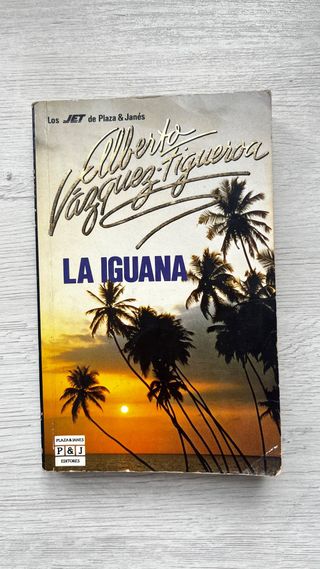 Los JET de Plaza & Janés
Alberto
Vázquez-Figueroa
LA IGUANA
PLAZA & JANES
P & J
EDITORES